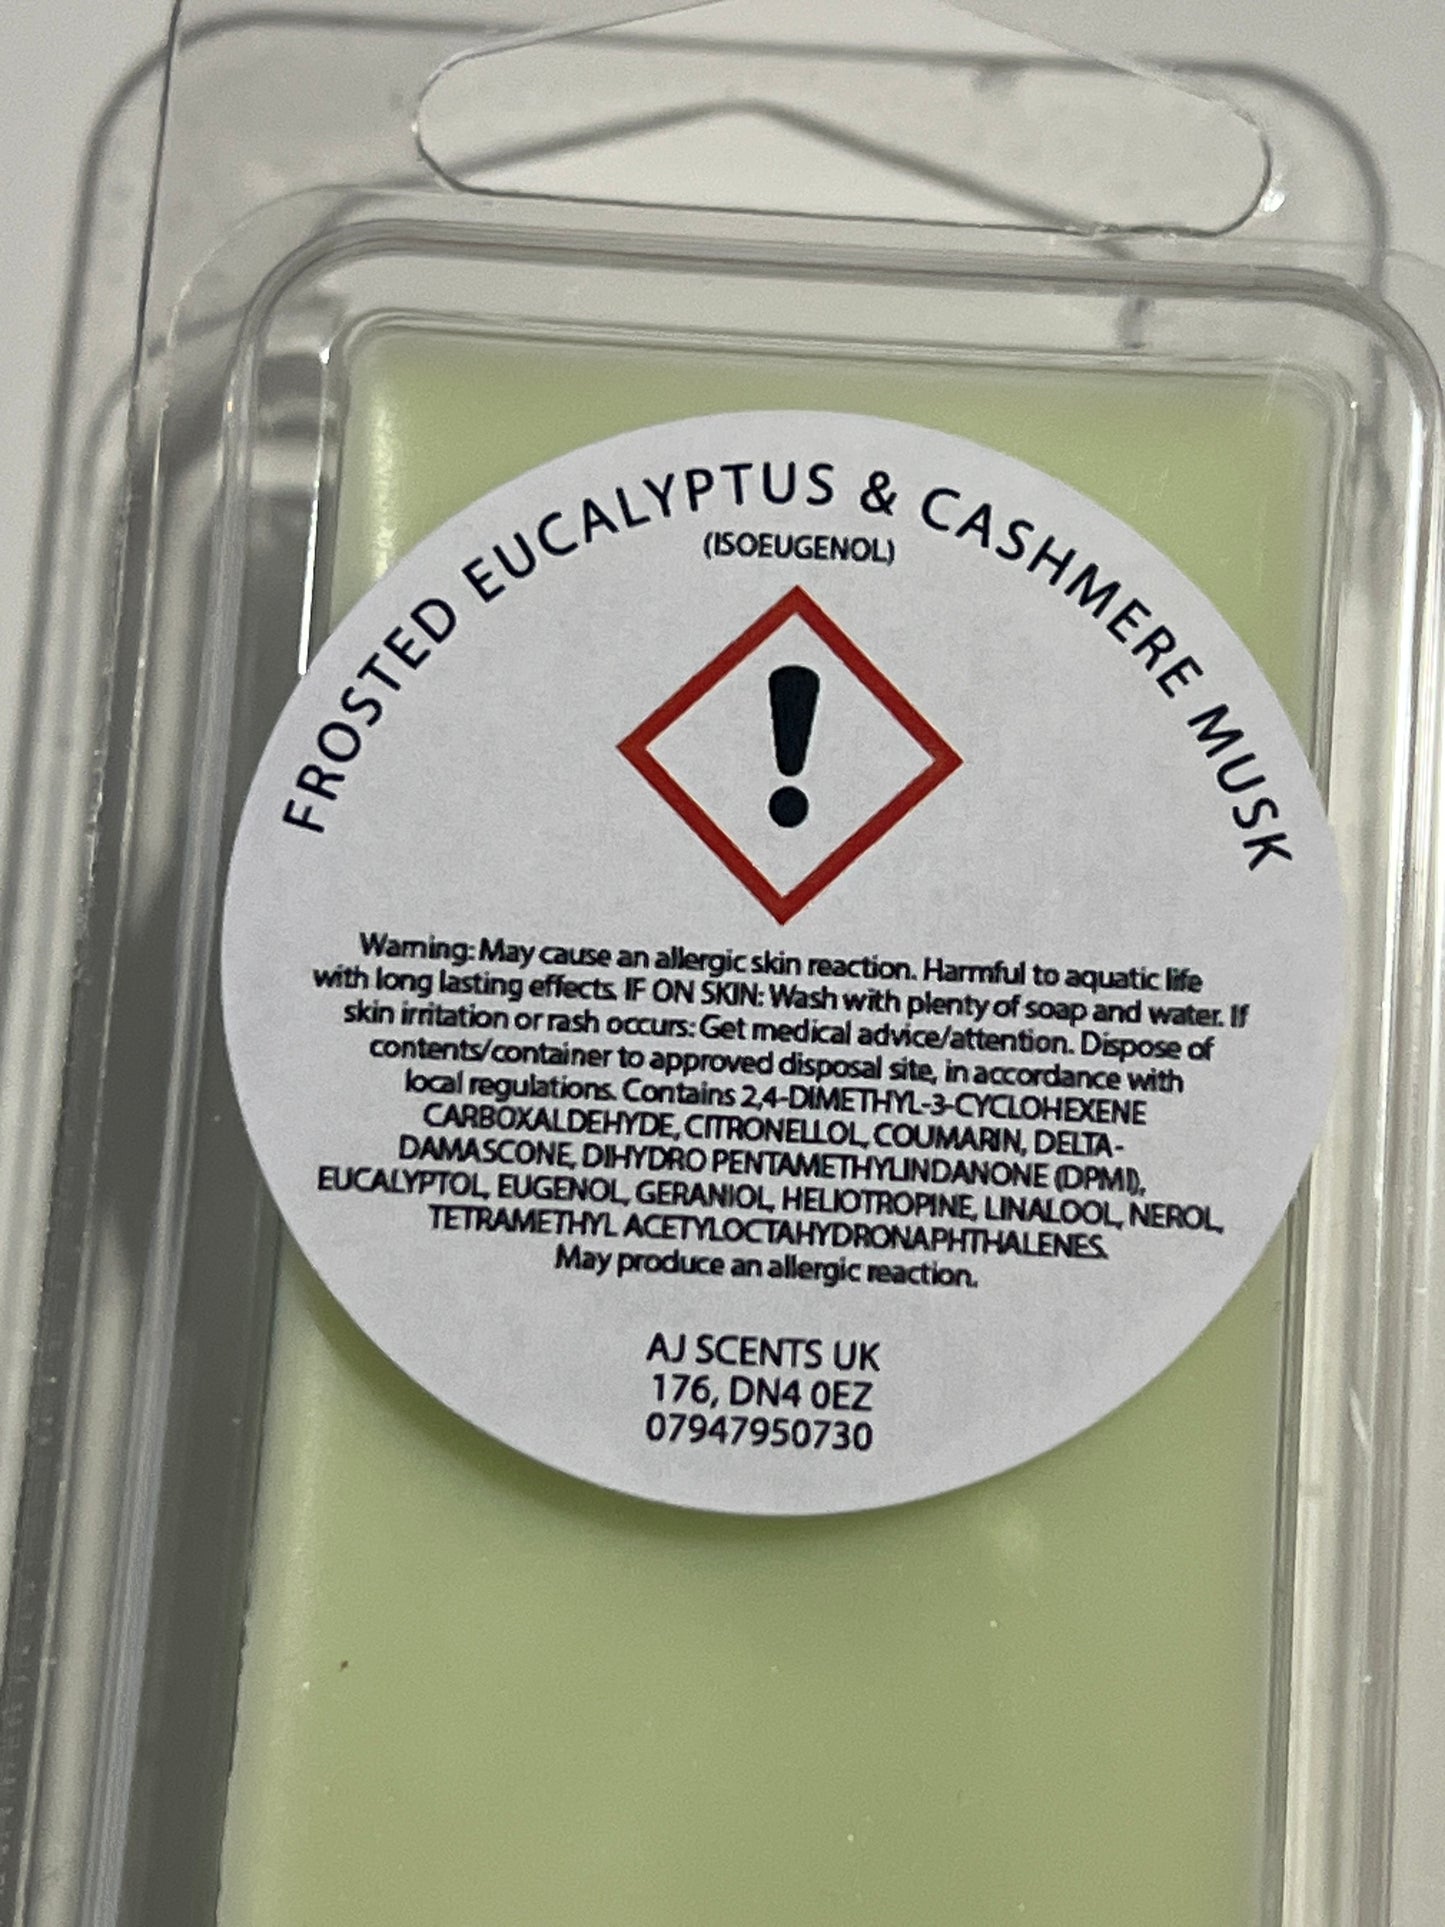 FROSTED EUCALYPTUS & CASHMERE MUSK
(ISOEUGENOL)
Warning: May cause an allergic skin reaction. Harmful to aquatic life
with long lasting effects. IF ON SKIN: Wash with plenty of soap and water. If
skin irritation or rash occurs: Get medical advice/attention. Dispose of
contents/container to approved disposal site, in accordance with
local regulations. Contains 2,4-DIMETHYL-3-CYCLOHEXENE
CARBOXALDEHYDE, CITRONELLOL, COUMARIN, DELTA-
DAMASCONE, DIHYDRO PENTAMETHYLINDANONE (DPMI),
EUCALYPTOL, EUGENOL, GERANIOL, HELIOTROPINE, LINALOOL, NEROL,
TETRAMETHYL ACETYLOCTAHYDRONAPHTHALENES.
May produce an allergic reaction.
AJ SCENTS UK
176, DN4 0EZ
07947950730